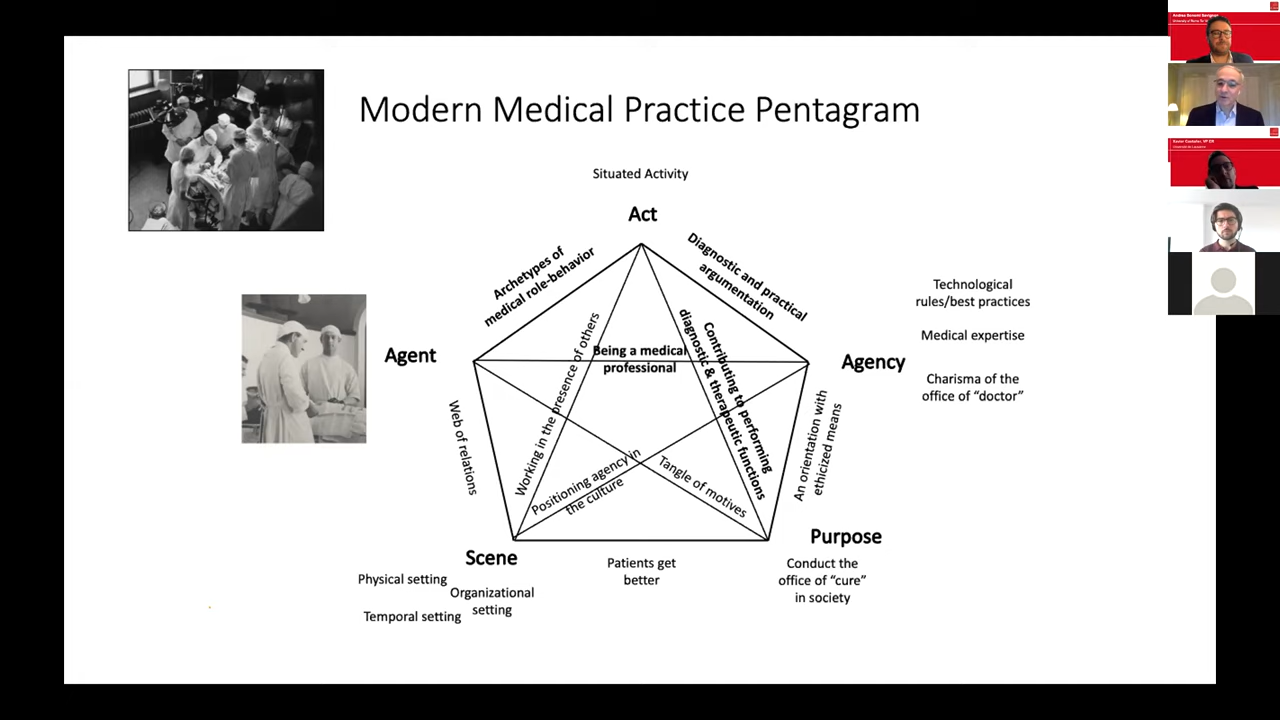 Modern Medical Practice Pentagram
Situated Activity
Act
Archetypes of
medical role-behavior
Diagnostic and practical
argumentation
Technological
rules/best practices
Medical expertise
Charisma of the
office of “doctor”
Agent
Agency
Being a medical
professional
Working in the presence of others
Contributing to performing
diagnostic & therapeutic functions
Web of relations
An orientation with
ethicized means
Positioning agency in
the culture
Tangle of motives
Scene
Physical setting
Organizational
setting
Temporal setting
Patients get
better
Purpose
Conduct the
office of “cure”
in society